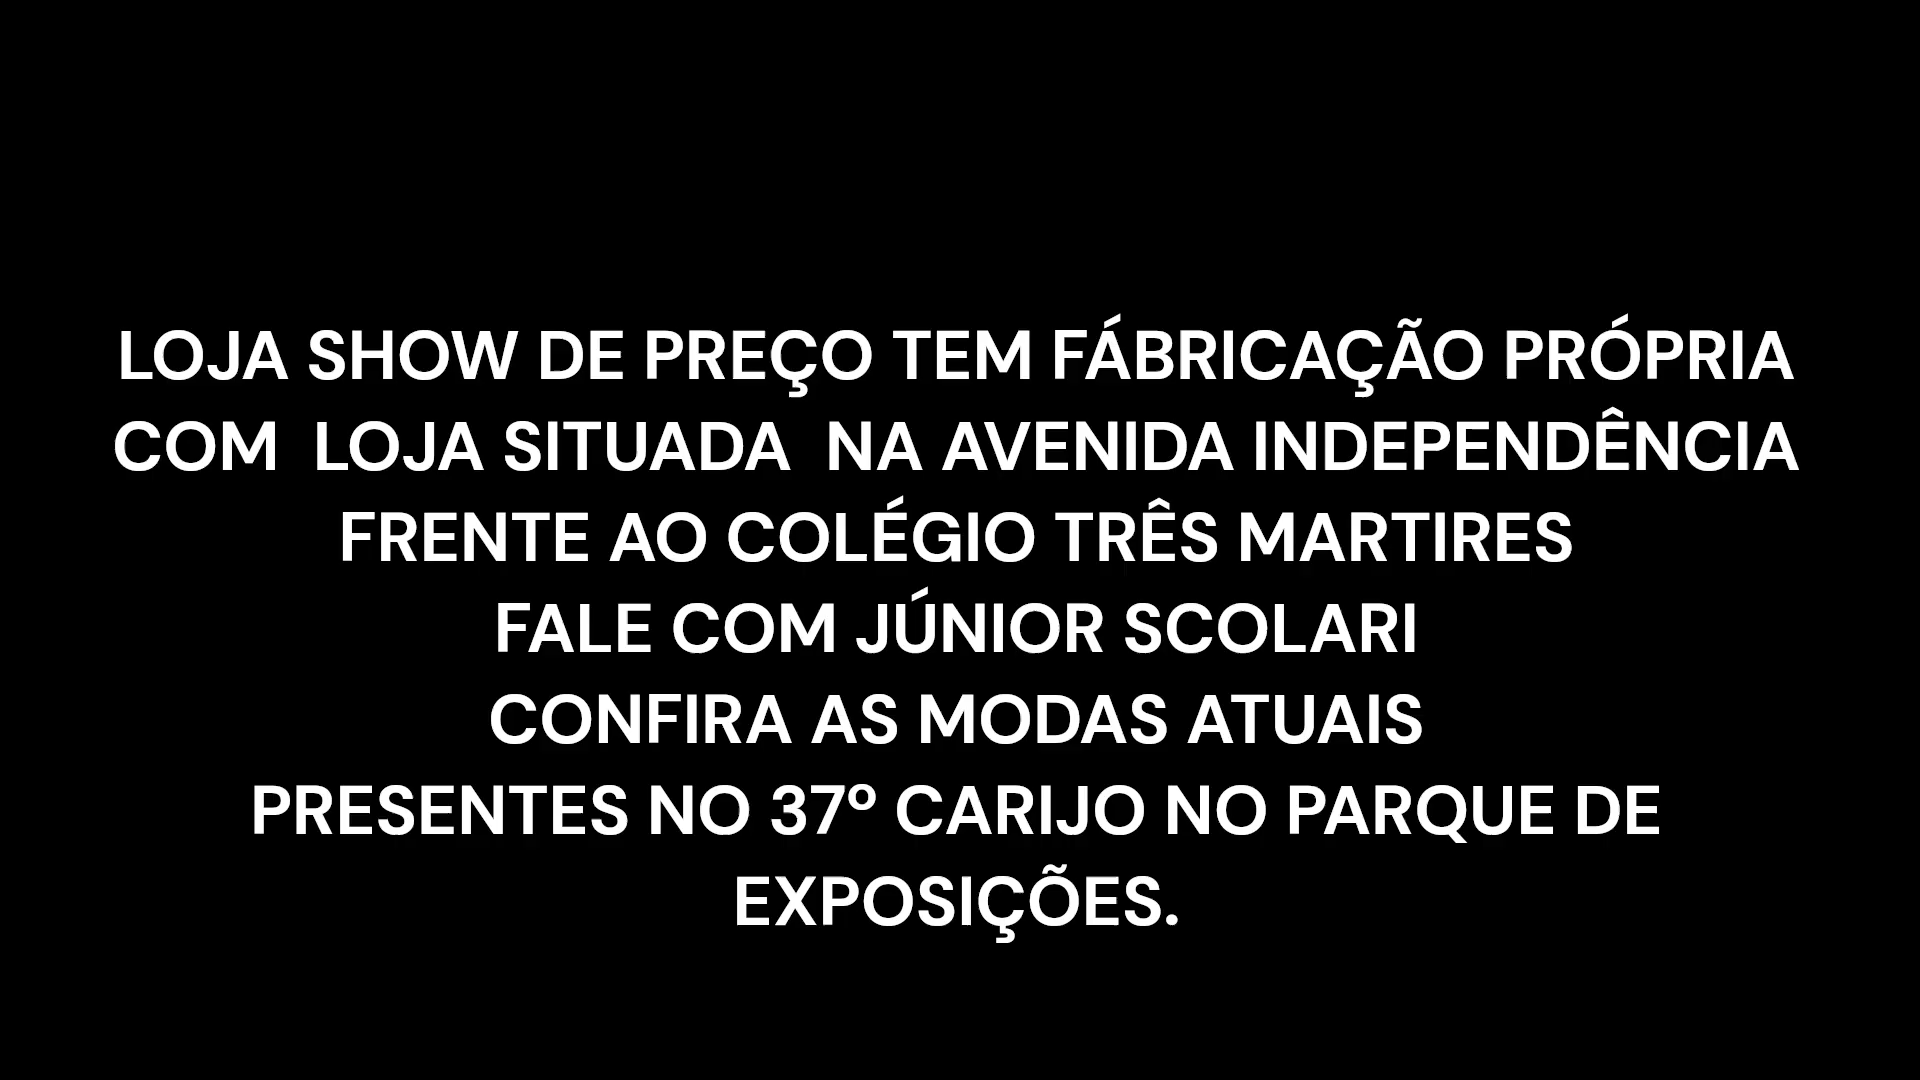 LOJA SHOW DE PREÇO TEM FÁBRICAÇÃO PRÓPRIA
COM  LOJA SITUADA  NA AVENIDA INDEPENDÊNCIA
FRENTE AO COLÉGIO TRÊS MARTIRES
FALE COM JÚNIOR SCOLARI
CONFIRA AS MODAS ATUAIS
PRESENTES NO 37º CARIJO NO PARQUE DE
EXPOSIÇÕES.